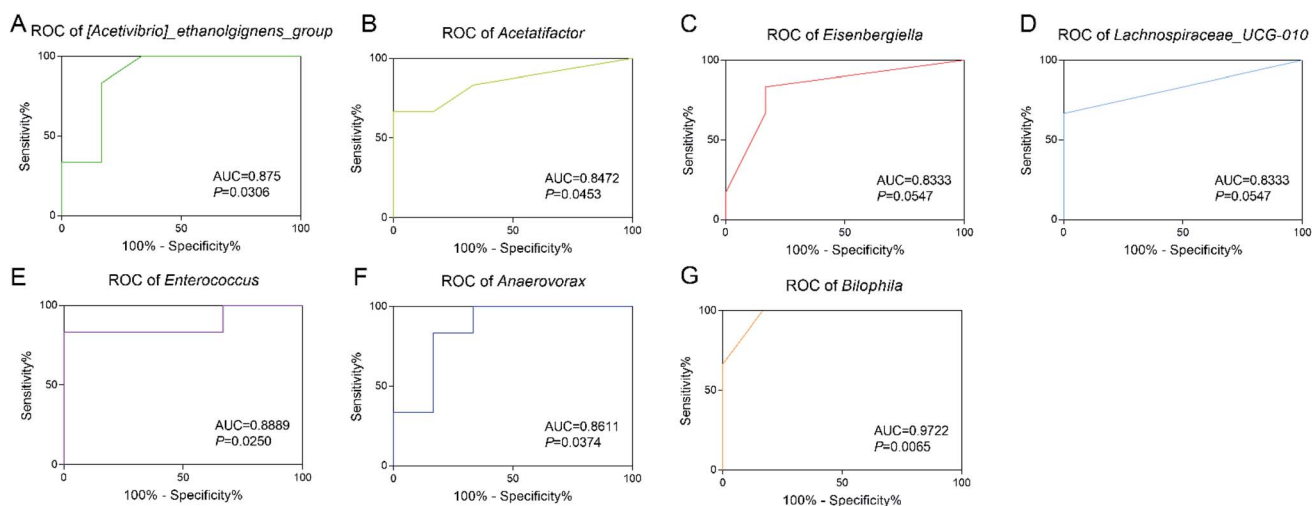 A
ROC of [Acetivibrio]_ethanolgignens_group
100
50
0
Sensitivity%
AUC=0.875
P=0.0306
0 50 100
100% - Specificity%
B
ROC of Acetatifactor
100
50
0
Sensitivity%
AUC=0.8472
P=0.0453
0 50 100
100% - Specificity%
C
ROC of Eisenbergiella
100
50
0
Sensitivity%
AUC=0.8333
P=0.0547
0 50 100
100% - Specificity%
D
ROC of Lachnospiraceae_UCG-010
100
50
0
Sensitivity%
AUC=0.8333
P=0.0547
0 50 100
100% - Specificity%
E
ROC of Enterococcus
100
50
0
Sensitivity%
AUC=0.8889
P=0.0250
0 50 100
100% - Specificity%
F
ROC of Anaerovorax
100
50
0
Sensitivity%
AUC=0.8611
P=0.0374
0 50 100
100% - Specificity%
G
ROC of Bilophila
100
50
0
Sensitivity%
AUC=0.9722
P=0.0065
0 50 100
100% - Specificity%